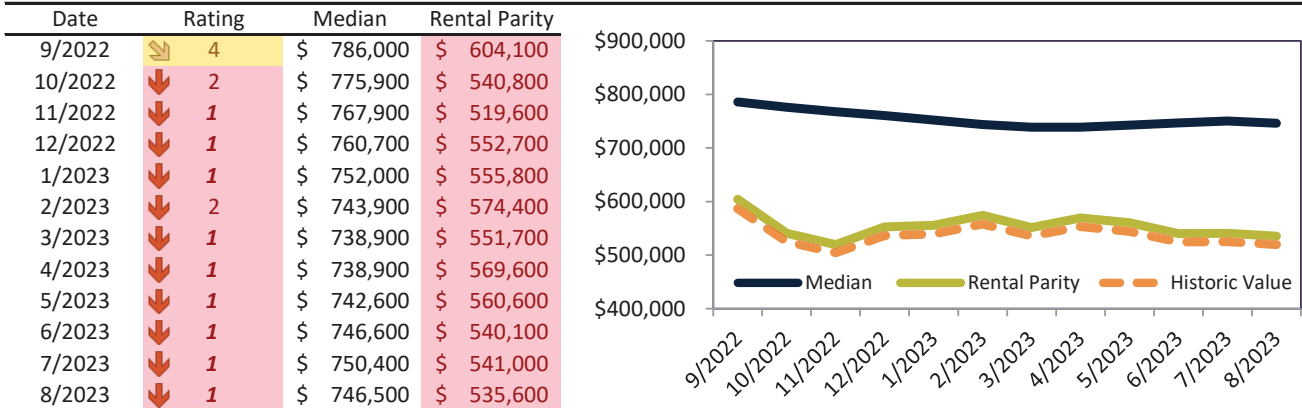 Date Rating Median Rental Parity
9/2022 4 $ 786,000 $ 604,100
10/2022 2 $ 775,900 $ 540,800
11/2022 1 $ 767,900 $ 519,600
12/2022 1 $ 760,700 $ 552,700
1/2023 1 $ 752,000 $ 555,800
2/2023 2 $ 743,900 $ 574,400
3/2023 1 $ 738,900 $ 551,700
4/2023 1 $ 738,900 $ 569,600
5/2023 1 $ 742,600 $ 560,600
6/2023 1 $ 746,600 $ 540,100
7/2023 1 $ 750,400 $ 541,000
8/2023 1 $ 746,500 $ 535,600
$900,000
$800,000
$700,000
$600,000
$500,000
$400,000
Median Rental Parity Historic Value
9/2022 10/2022 11/2022 12/2022 1/2023 2/2023 3/2023 4/2023 5/2023 6/2023 7/2023 8/2023